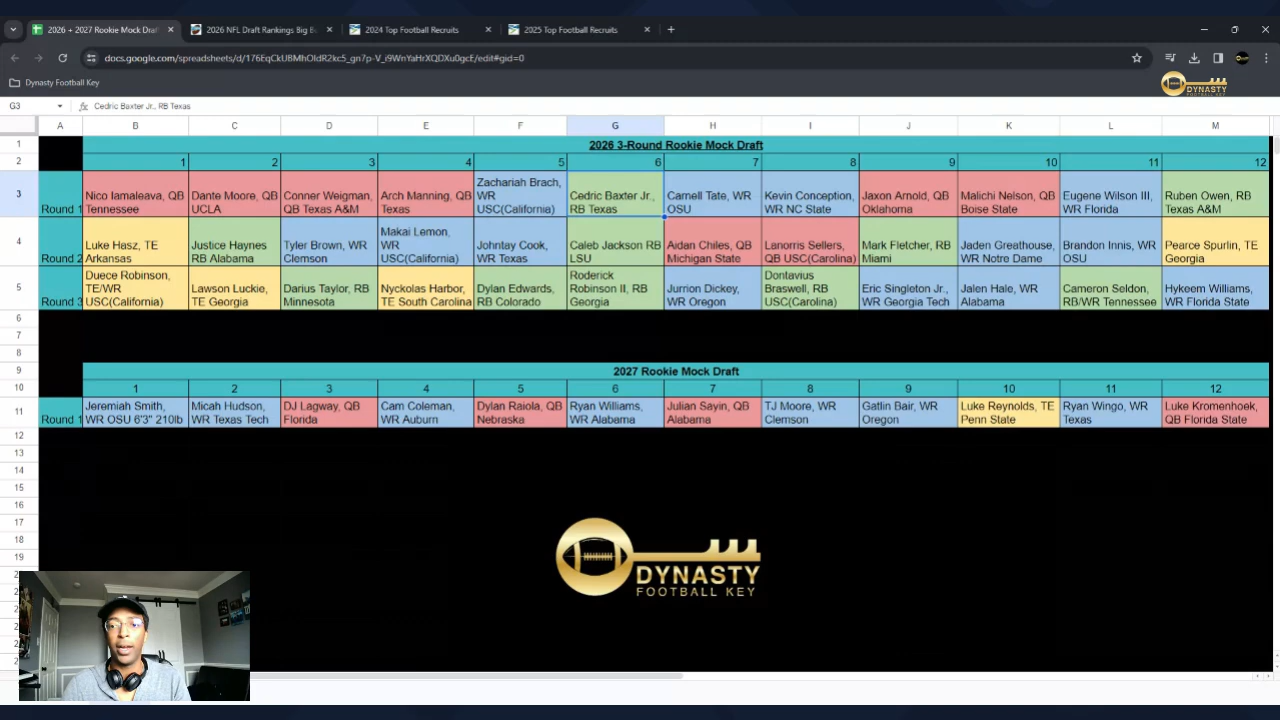 2026 + 2027 Rookie Mock Draf
2026 NFL Draft Rankings Big B
2024 Top Football Recruits
2025 Top Football Recruits
docs.google.com/spreadsheets/d/176EqCkUBMhOIdR2kc5_gn7p-V_i9WnYaHrXQDXu0gcE/edit#gid=0
Dynasty Football Key
DYNASTY
FOOTBALL KEY
G3
fx
Cedric Baxter Jr., RB Texas
A B C D E F G H I J K L M
1 2026 3-Round Rookie Mock Draft
2 1 2 3 4 5 6 7 8 9 10 11 12
3
Round 1
Nico Iamaleava, QB
Tennessee
Dante Moore, QB
UCLA
Conner Weigman,
QB Texas A&M
Arch Manning, QB
Texas
Zachariah Brach,
WR
USC(California)
Cedric Baxter Jr.,
RB Texas
Carnell Tate, WR
OSU
Kevin Conception,
WR NC State
Jaxon Arnold, QB
Oklahoma
Malichi Nelson, QB
Boise State
Eugene Wilson III,
WR Florida
Ruben Owen, RB
Texas A&M
4
Round 2
Luke Hasz, TE
Arkansas
Justice Haynes
RB Alabama
Tyler Brown, WR
Clemson
Makai Lemon,
WR
USC(California)
Johntay Cook,
WR Texas
Caleb Jackson RB
LSU
Aidan Chiles, QB
Michigan State
Lanorris Sellers,
QB USC(Carolina)
Mark Fletcher, RB
Miami
Jaden Greathouse,
WR Notre Dame
Brandon Innis, WR
OSU
Pearce Spurlin, TE
Georgia
5
Round 3
Duece Robinson,
TE/WR
USC(California)
Lawson Luckie,
TE Georgia
Darius Taylor, RB
Minnesota
Nyckolas Harbor,
TE South Carolina
Dylan Edwards,
RB Colorado
Roderick
Robinson II, RB
Georgia
Jurrion Dickey,
WR Oregon
Dontavius
Braswell, RB
USC(Carolina)
Eric Singleton Jr.,
WR Georgia Tech
Jalen Hale, WR
Alabama
Cameron Seldon,
RB/WR Tennessee
Hykeem Williams,
WR Florida State
6
7
8
9 2027 Rookie Mock Draft
10 1 2 3 4 5 6 7 8 9 10 11 12
11
Round 1
Jeremiah Smith,
WR OSU 6'3" 210lb
Micah Hudson,
WR Texas Tech
DJ Lagway, QB
Florida
Cam Coleman,
WR Auburn
Dylan Raiola, QB
Nebraska
Ryan Williams,
WR Alabama
Julian Sayin, QB
Alabama
TJ Moore, WR
Clemson
Gatlin Bair, WR
Oregon
Luke Reynolds, TE
Penn State
Ryan Wingo, WR
Texas
Luke Kromenhoek,
QB Florida State
12
13
14
15
16
17
18
19
DYNASTY
FOOTBALL KEY